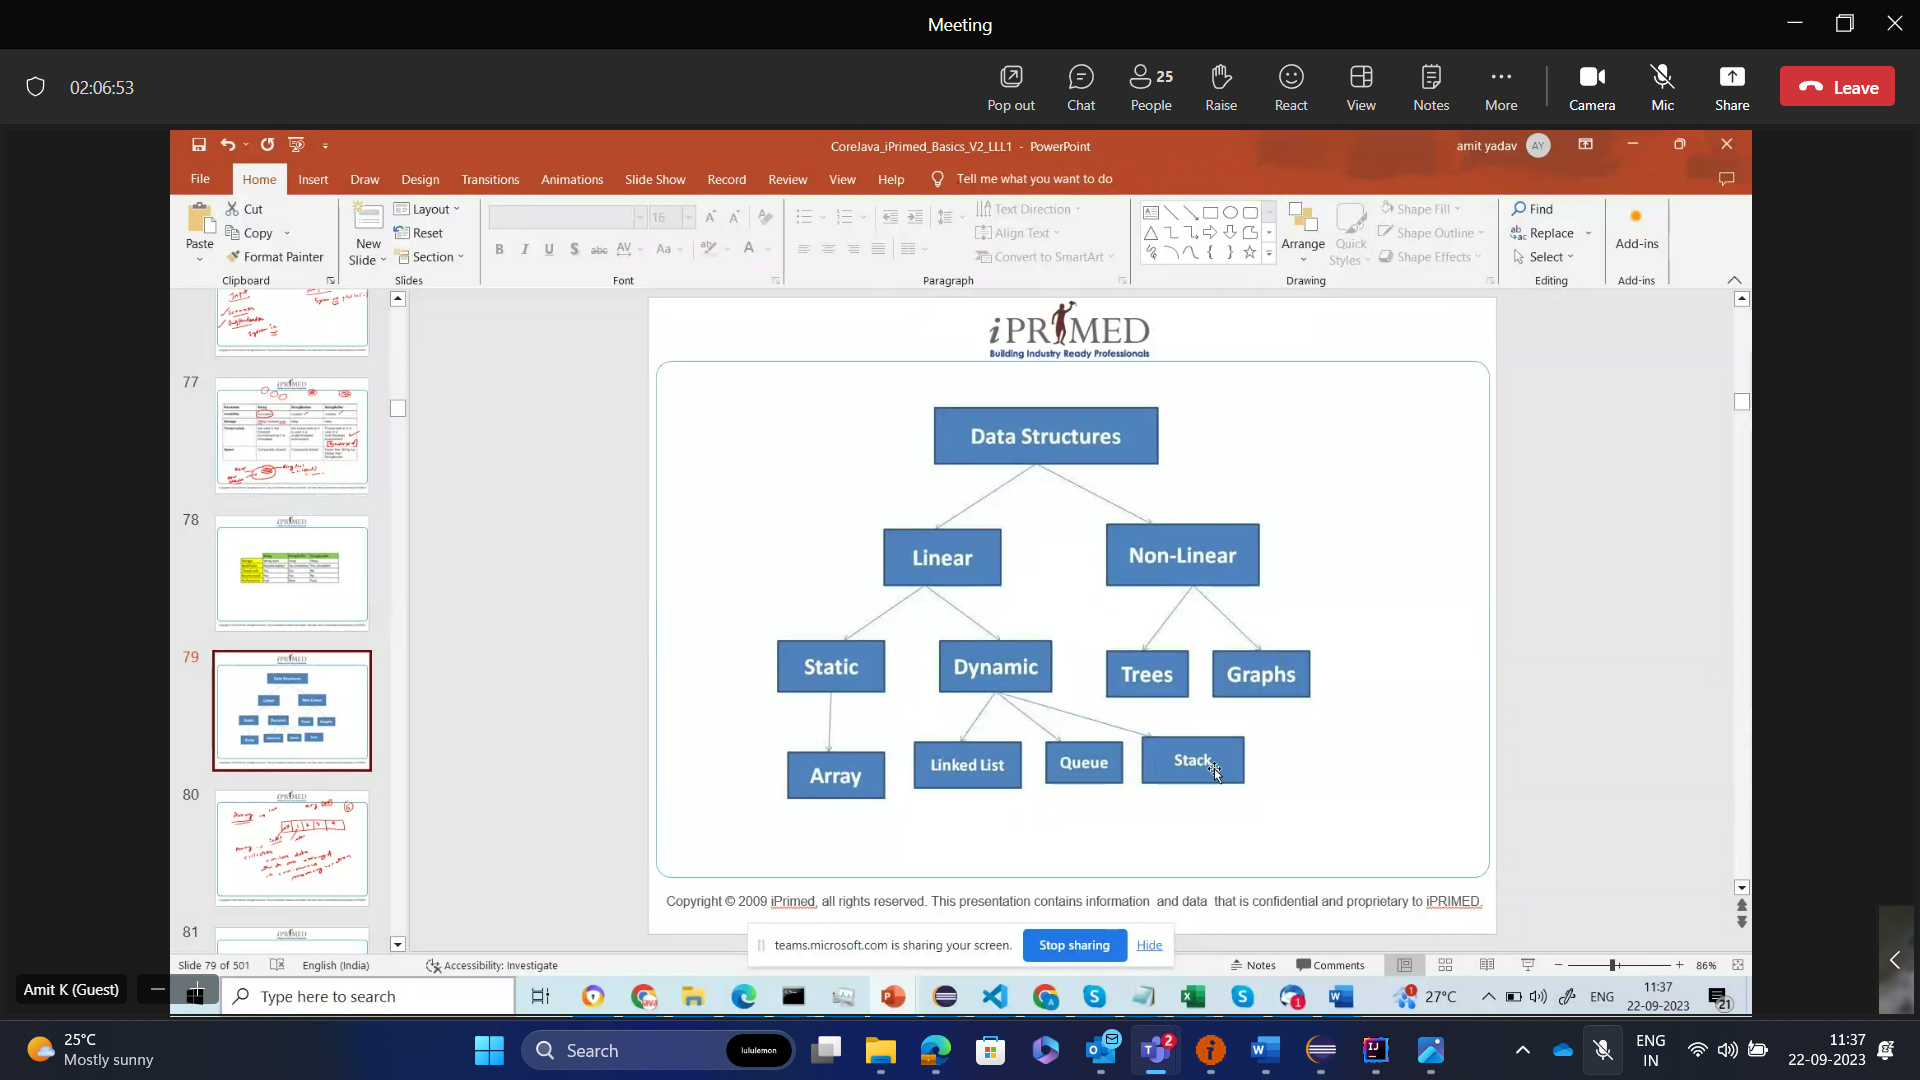 Meeting
02:06:53
Pop out
Chat
25
People
Raise
React
View
Notes
More
Camera
Mic
Share
Leave
CoreJava_iPrimed_Basics_V2_LLL1 - PowerPoint
amit yadav
AY
File
Home
Insert
Draw
Design
Transitions
Animations
Slide Show
Record
Review
View
Help
Tell me what you want to do
Paste
Cut
Copy
Format Painter
Clipboard
New
Slide
Layout
Reset
Section
Slides
16
Font
Text Direction
Align Text
Convert to SmartArt
Paragraph
Arrange
Quick
Styles
Shape Fill
Shape Outline
Shape Effects
Drawing
Find
Replace
Select
Editing
Add-ins
Add-ins
77
78
79
80
81
iPRIMED
Building Industry Ready Professionals
Data Structures
Linear
Non-Linear
Static
Dynamic
Trees
Graphs
Array
Linked List
Queue
Stack
Copyright © 2009 iPrimed, all rights reserved. This presentation contains information and data that is confidential and proprietary to iPRIMED.
teams.microsoft.com is sharing your screen.
Stop sharing
Hide
Slide 79 of 501
English (India)
Accessibility: Investigate
Notes
Comments
86%
Amit K (Guest)
Type here to search
27°C
ENG
11:37
22-09-2023
21
25°C
Mostly sunny
Search
lululemon
2
ENG
IN
11:37
22-09-2023